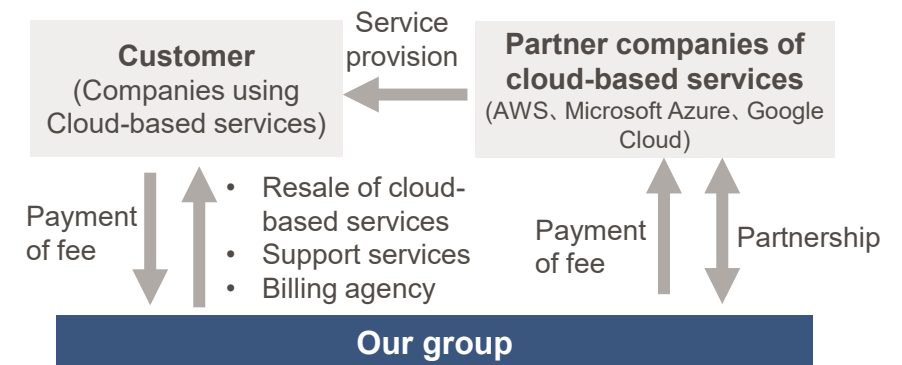 Customer
(Companies using
Cloud-based services)
Service
provision
Partner companies of
cloud-based services
(AWS、Microsoft Azure、Google
Cloud)
Payment
of fee
• Resale of cloud-
based services
• Support services
• Billing agency
Payment
of fee
Partnership
Our group